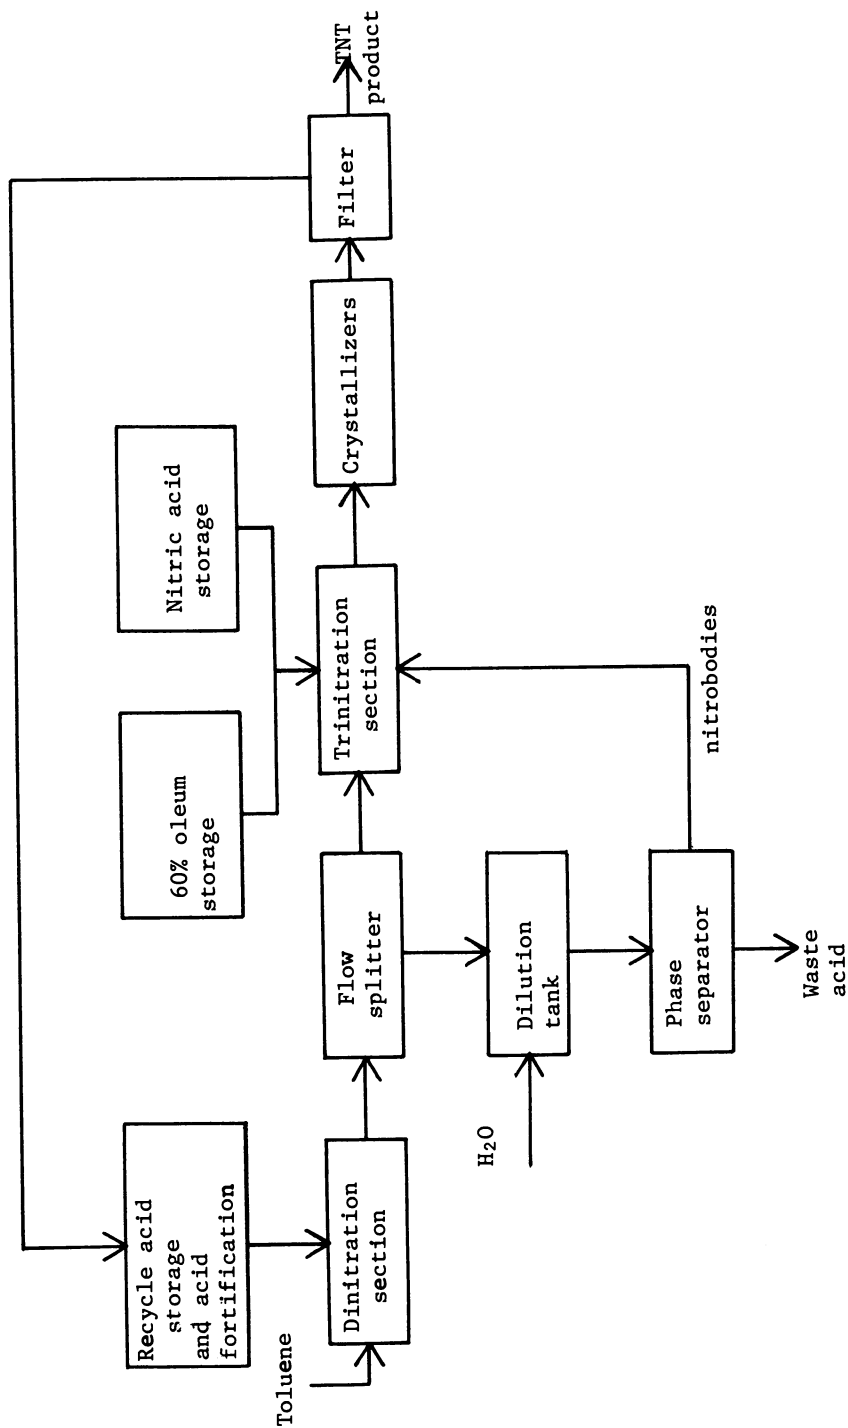 Recycle acid
storage
and acid
fortification
60% oleum
storage
Nitric acid
storage
Toluene
Dinitration
section
Flow
splitter
Trinitration
section
Crystallizers
Filter
TNT
product
H₂O
Dilution
tank
Phase
separator
nitrobodies
Waste
acid